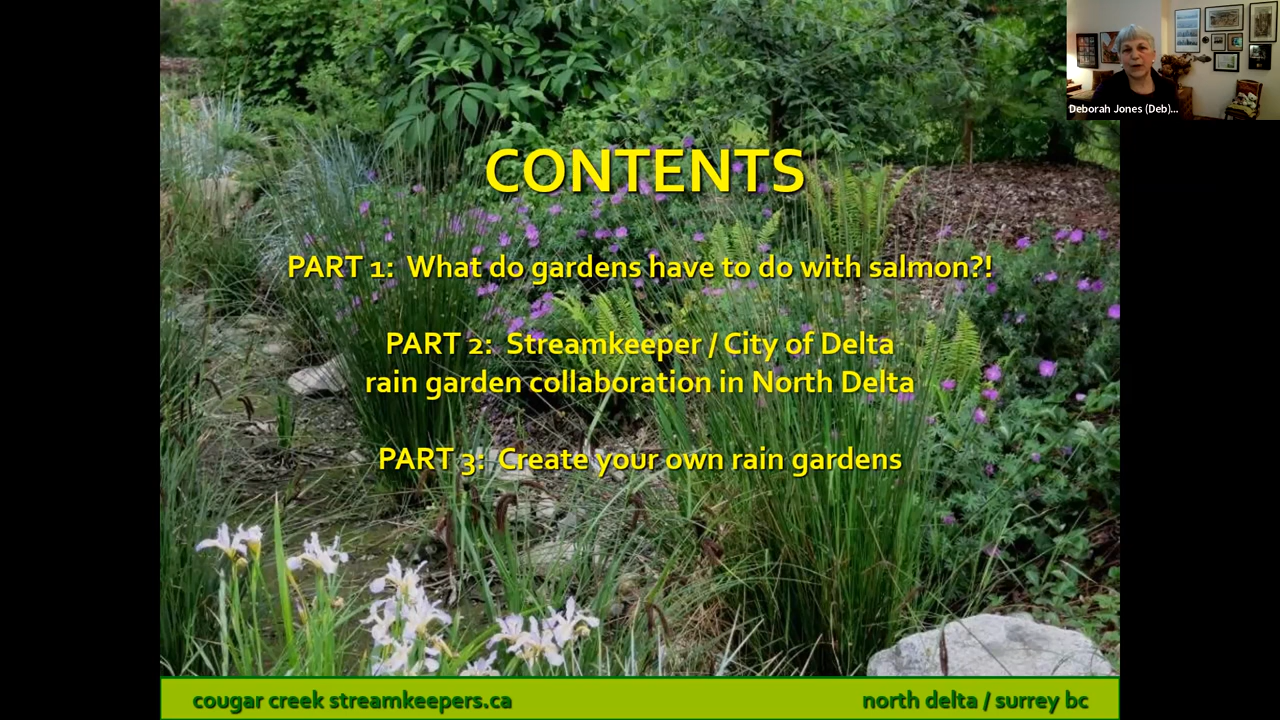 Deborah Jones (Deb)...
CONTENTS
PART 1: What do gardens have to do with salmon?!
PART 2: Streamkeeper / City of Delta
rain garden collaboration in North Delta
PART 3: Create your own rain gardens
cougar creek streamkeepers.ca
north delta / surrey bc